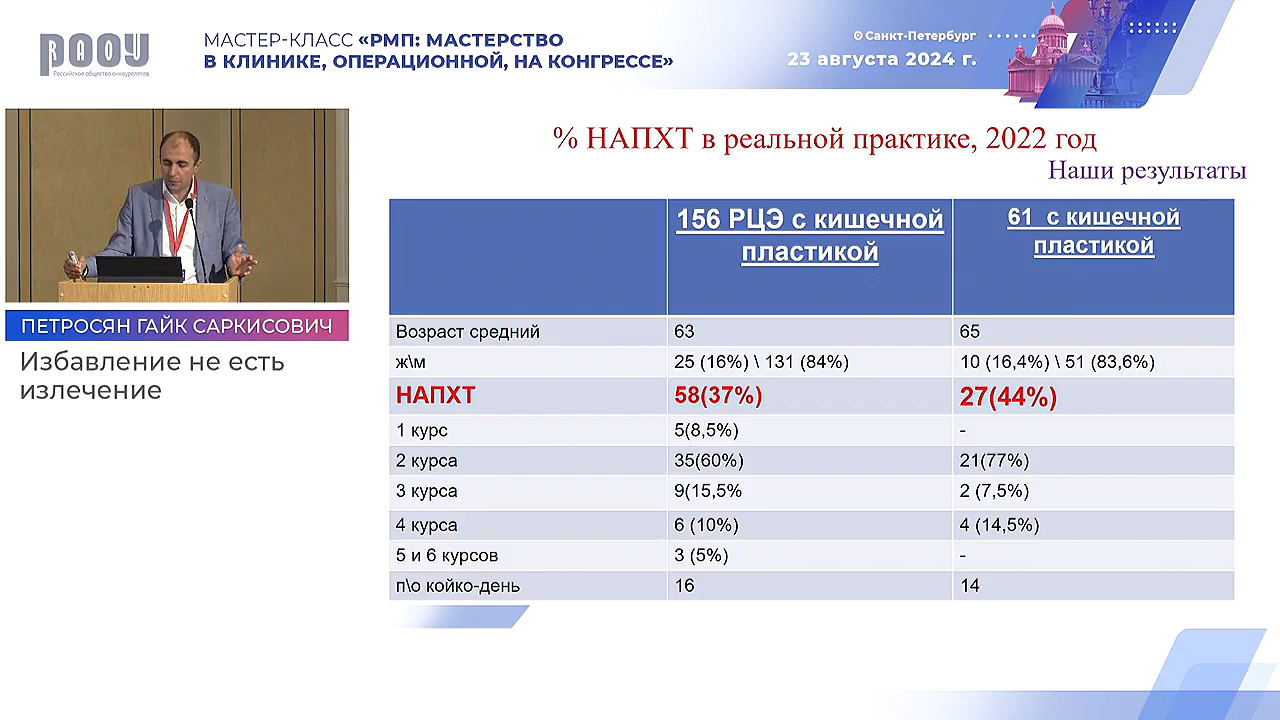 РАОУ
Российское общество онкоурологов
МАСТЕР-КЛАСС «РМП: МАСТЕРСТВО
В КЛИНИКЕ, ОПЕРАЦИОННОЙ, НА КОНГРЕССЕ»
Санкт-Петербург
23 августа 2024 г.
ПЕТРОСЯН ГАЙК САРКИСОВИЧ
Избавление не есть
излечение
% НАПХТ в реальной практике, 2022 год
Наши результаты
156 РЦЭ с кишечной
пластикой
61 с кишечной
пластикой
Возраст средний 63 65
ж\м 25 (16%) \ 131 (84%) 10 (16,4%) \ 51 (83,6%)
НАПХТ 58(37%) 27(44%)
1 курс 5(8,5%) -
2 курса 35(60%) 21(77%)
3 курса 9(15,5% 2 (7,5%)
4 курса 6 (10%) 4 (14,5%)
5 и 6 курсов 3 (5%) -
п\о койко-день 16 14